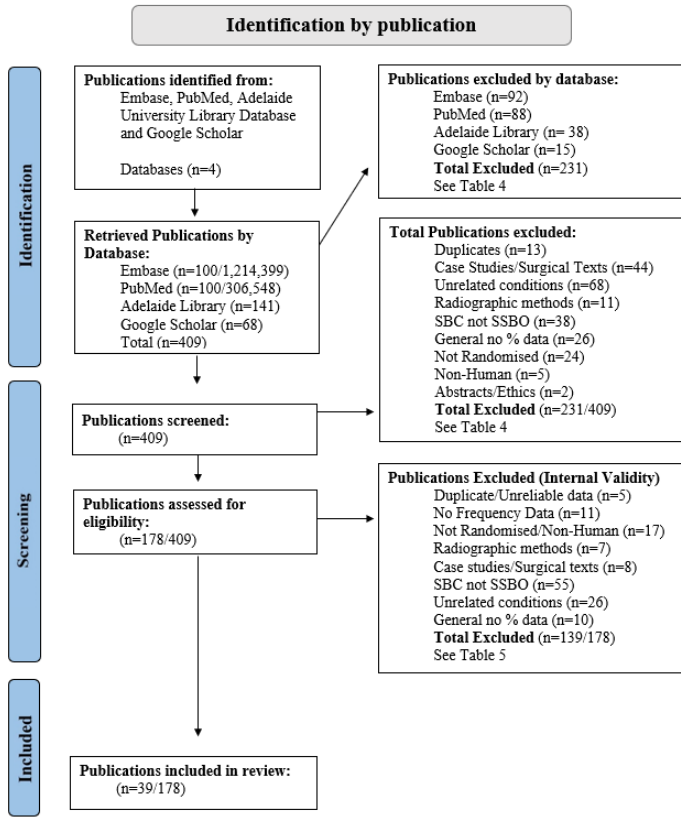 Identification by publication
Identification
Publications identified from:
Embase, PubMed, Adelaide
University Library Database
and Google Scholar
Databases (n=4)
Publications excluded by database:
Embase (n=92)
PubMed (n=88)
Adelaide Library (n= 38)
Google Scholar (n=15)
Total Excluded (n=231)
See Table 4
Retrieved Publications by
Database:
Embase (n=100/1,214,399)
PubMed (n=100/306,548)
Adelaide Library (n=141)
Google Scholar (n=68)
Total (n=409)
Total Publications excluded:
Duplicates (n=13)
Case Studies/Surgical Texts (n=44)
Unrelated conditions (n=68)
Radiographic methods (n=11)
SBC not SSBO (n=38)
General no % data (n=26)
Not Randomised (n=24)
Non-Human (n=5)
Abstracts/Ethics (n=2)
Total Excluded (n=231/409)
See Table 4
Screening
Publications screened:
(n=409)
Publications assessed for
eligibility:
(n=178/409)
Publications Excluded (Internal Validity)
Duplicate/Unreliable data (n=5)
No Frequency Data (n=11)
Not Randomised/Non-Human (n=17)
Radiographic methods (n=7)
Case studies/Surgical texts (n=8)
SBC not SSBO (n=55)
Unrelated conditions (n=26)
General no % data (n=10)
Total Excluded (n=139/178)
See Table 5
Included
Publications included in review:
(n=39/178)